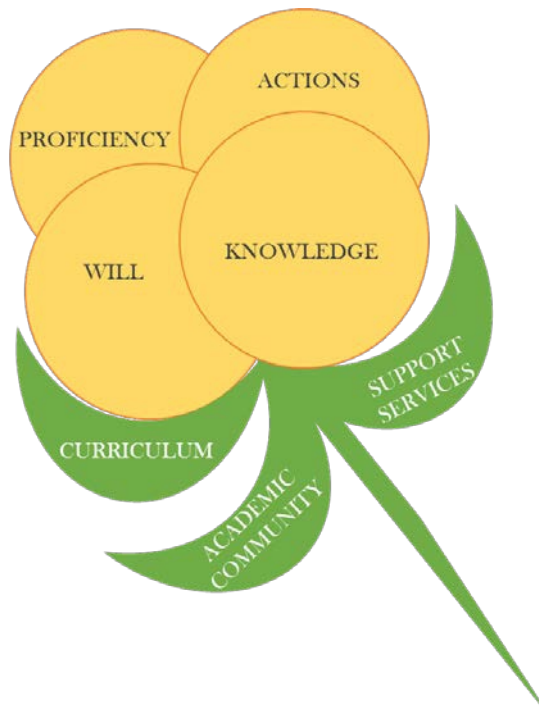 ACTIONS
PROFICIENCY
KNOWLEDGE
WILL
SUPPORT
SERVICES
CURRICULUM
ACADEMIC
COMMUNITY